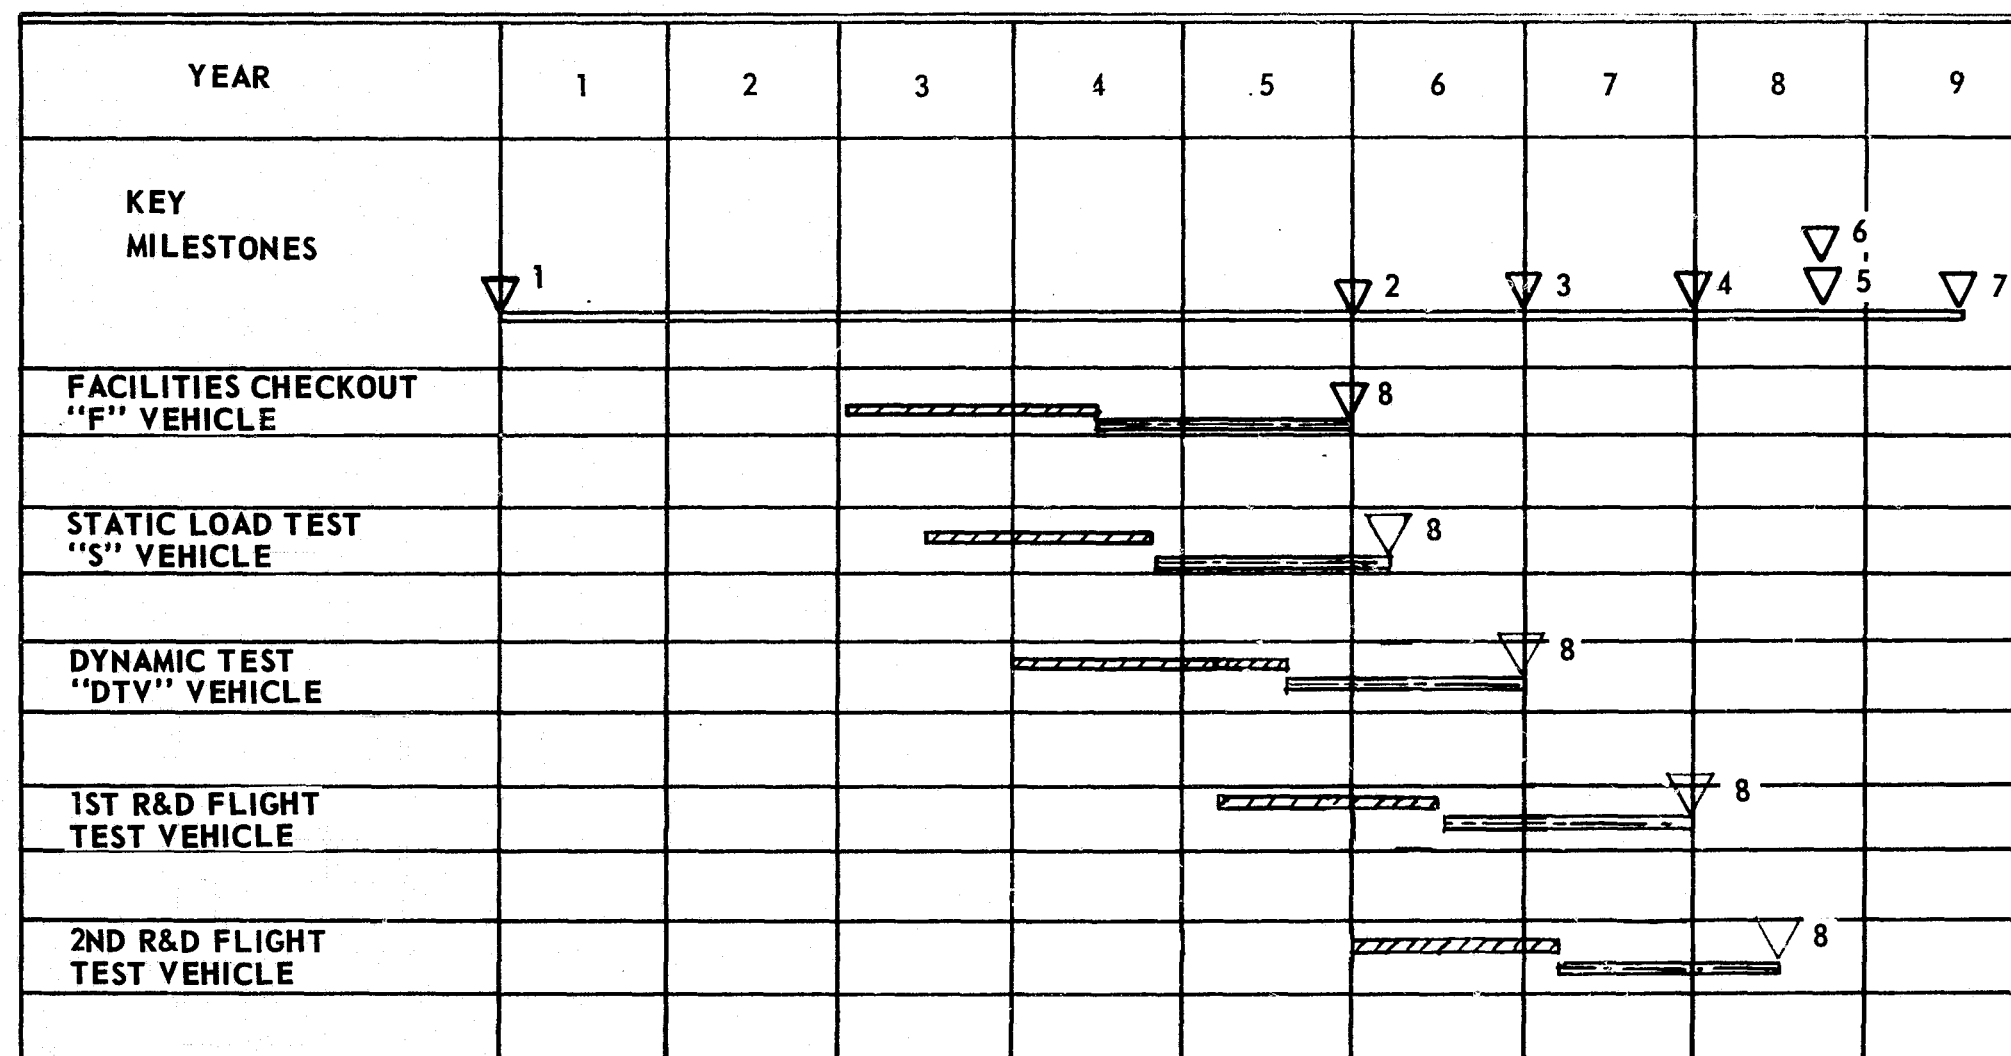 YEAR 1 2 3 4 5 6 7 8 9
KEY
MILESTONES
6
1 2 3 4 5 7
FACILITIES CHECKOUT
"F" VEHICLE
8
STATIC LOAD TEST
"S" VEHICLE
8
DYNAMIC TEST
"DTV" VEHICLE
8
1ST R&D FLIGHT
TEST VEHICLE
8
2ND R&D FLIGHT
TEST VEHICLE
8